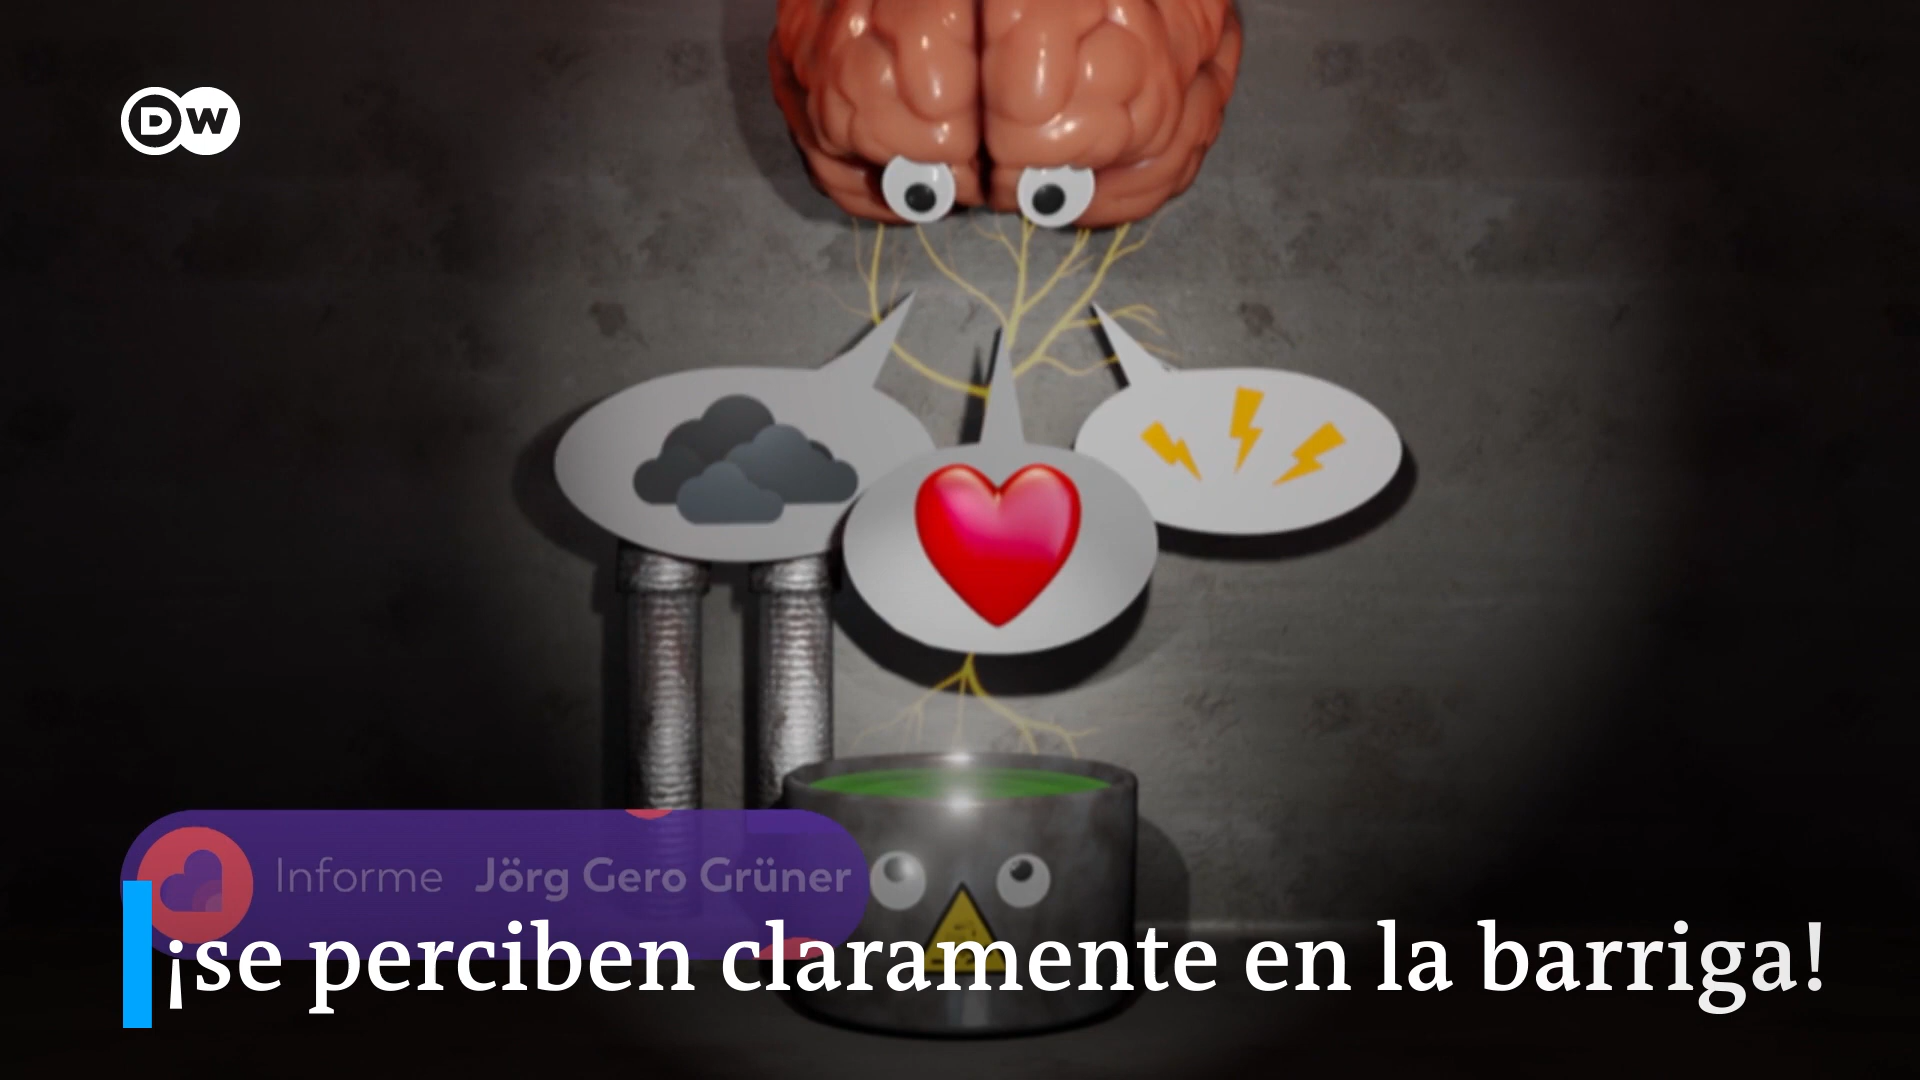 DW
Informe Jörg Gero Grüner
¡se perciben claramente en la barriga!